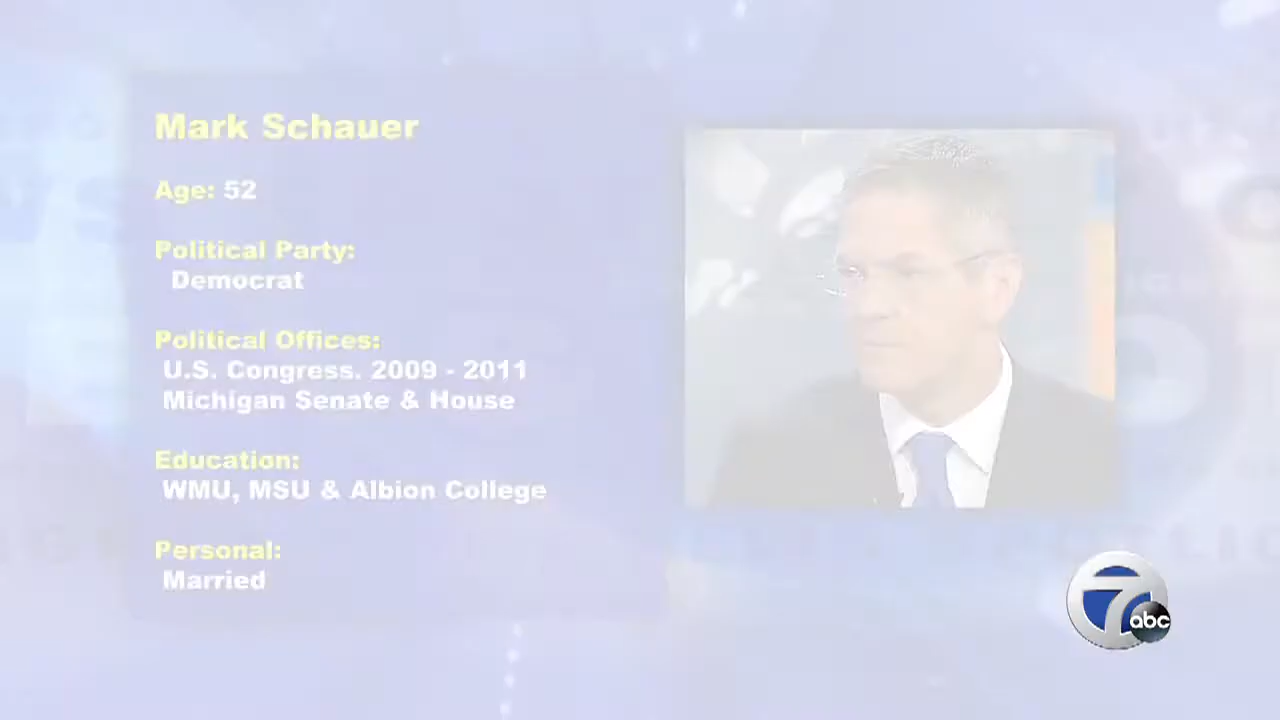 Mark Schauer
Age: 52
Political Party:
Democrat
Political Offices:
U.S. Congress. 2009 - 2011
Michigan Senate & House
Education:
WMU, MSU & Albion College
Personal:
Married
7
abc